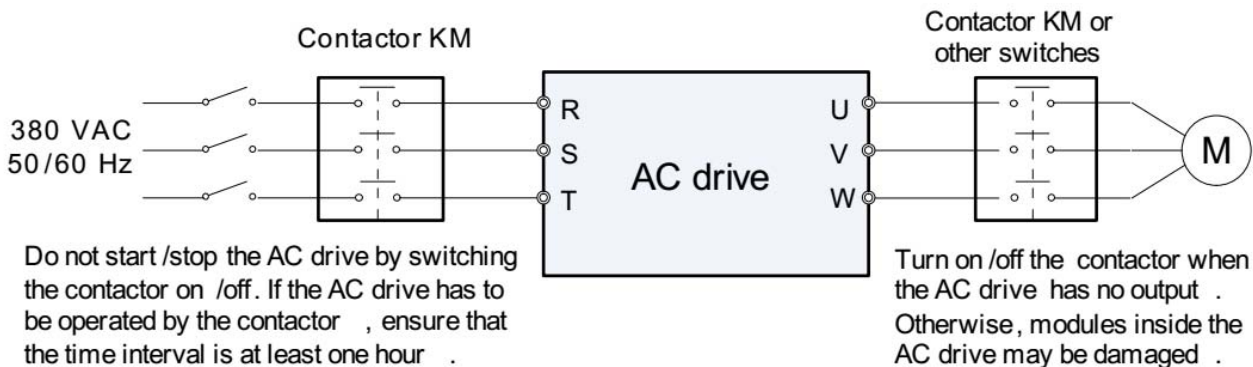 Contactor KM
Contactor KM or
other switches
380 VAC
50/60 Hz
R
S
T
AC drive
U
V
W
M
Do not start /stop the AC drive by switching
the contactor on /off. If the AC drive has to
be operated by the contactor , ensure that
the time interval is at least one hour .
Turn on /off the contactor when
the AC drive has no output .
Otherwise, modules inside the
AC drive may be damaged .